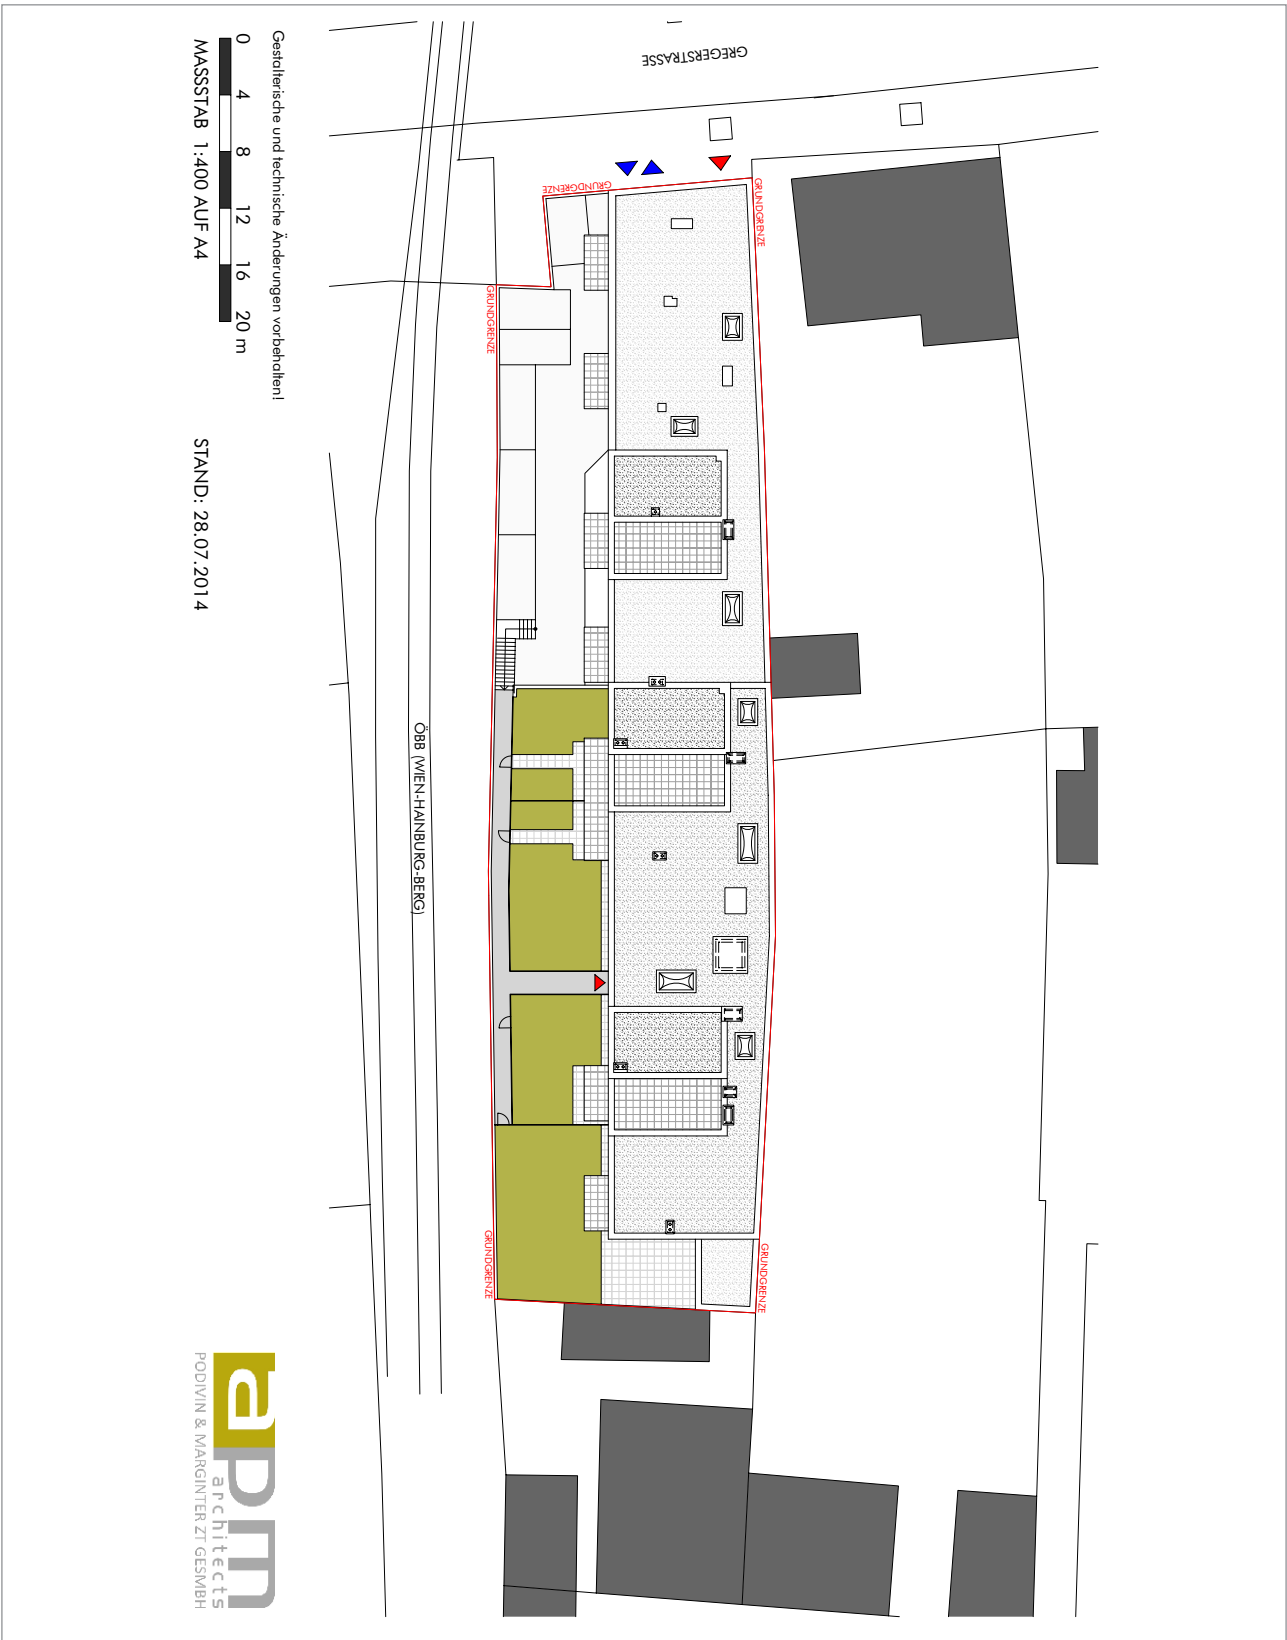 GREGERSTRASSE
GRUNDGRENZE
GRUNDGRENZE
GRUNDGRENZE
ÖBB (WIEN-HAINBURG-BERG)
GRUNDGRENZE
GRUNDGRENZE
Gestalterische und technische Änderungen vorbehalten!
0 4 8 12 16 20 m
MASSSTAB 1:400 AUF A4
STAND: 28.07.2014
apm
architects
PODIVIN & MARGINTER ZT GESMBH